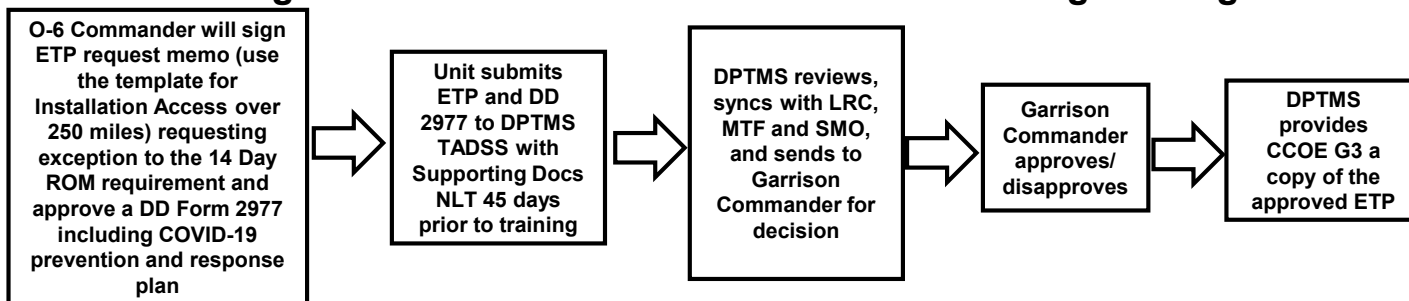 O-6 Commander will sign
ETP request memo (use
the template for
Installation Access over
250 miles) requesting
exception to the 14 Day
ROM requirement and
approve a DD Form 2977
including COVID-19
prevention and response
plan
Unit submits
ETP and DD
2977 to DPTMS
TADSS with
Supporting Docs
NLT 45 days
prior to training
DPTMS reviews,
syncs with LRC,
MTF and SMO,
and sends to
Garrison
Commander for
decision
Garrison
Commander
approves/
disapproves
DPTMS
provides
CCOE G3 a
copy of the
approved ETP